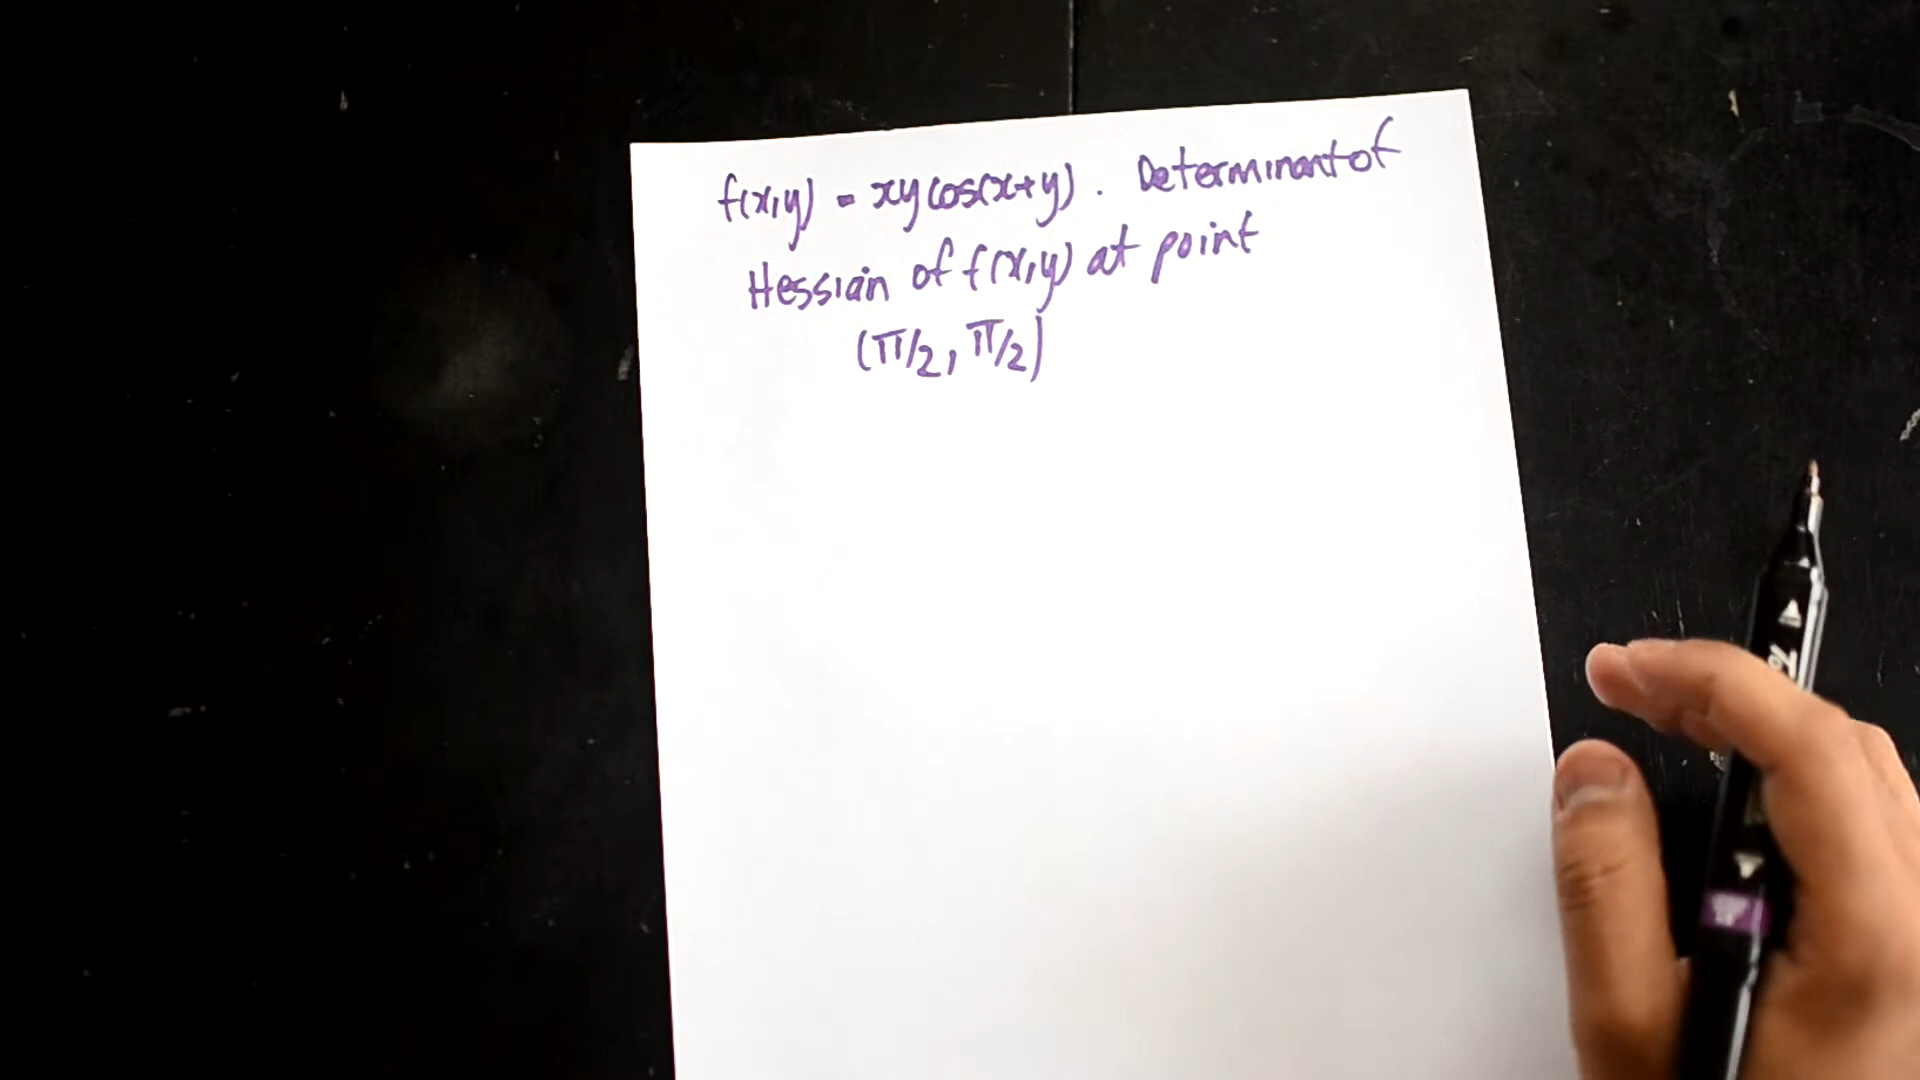 f(x,y) = xy cos(x+y). Determinant of
Hessian of f(x,y) at point
(π/2, π/2)